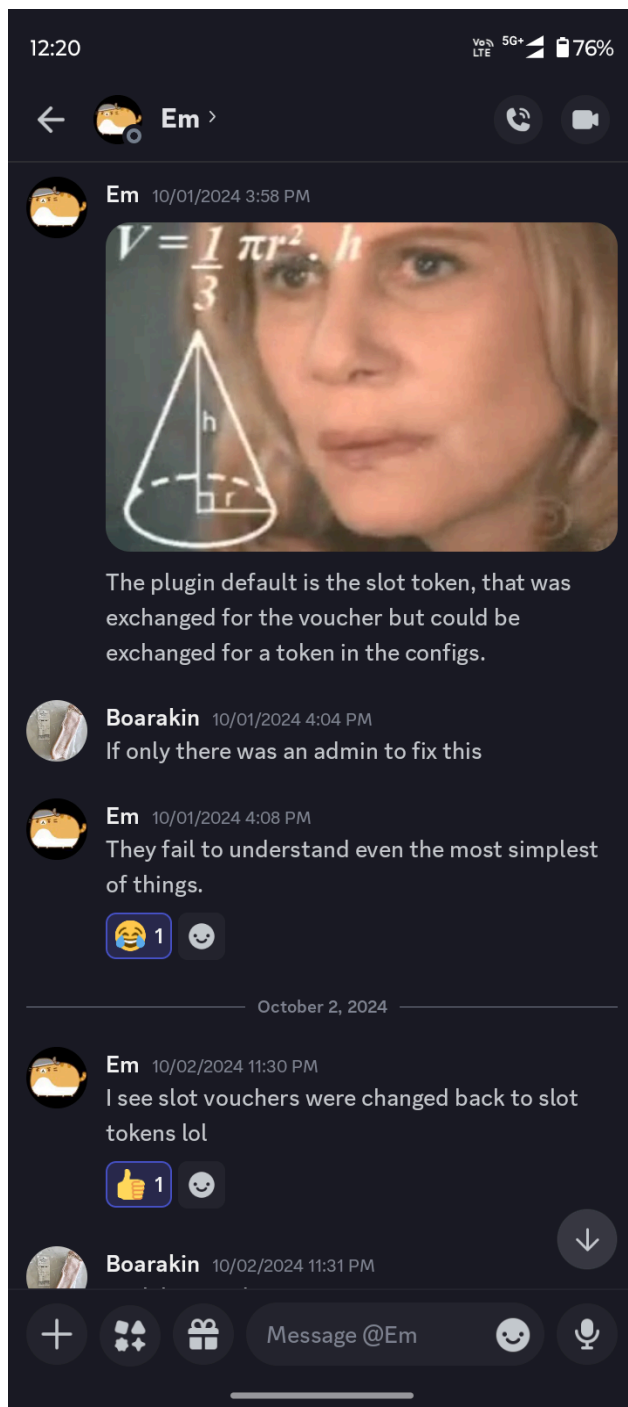 12:20
Vo LTE 5G+ 76%
Em
Em 10/01/2024 3:58 PM
V = 1/3 πr². h
h
r
The plugin default is the slot token, that was
exchanged for the voucher but could be
exchanged for a token in the configs.
Boarakin 10/01/2024 4:04 PM
If only there was an admin to fix this
Em 10/01/2024 4:08 PM
They fail to understand even the most simplest
of things.
1
October 2, 2024
Em 10/02/2024 11:30 PM
I see slot vouchers were changed back to slot
tokens lol
1
Boarakin 10/02/2024 11:31 PM
Message @Em